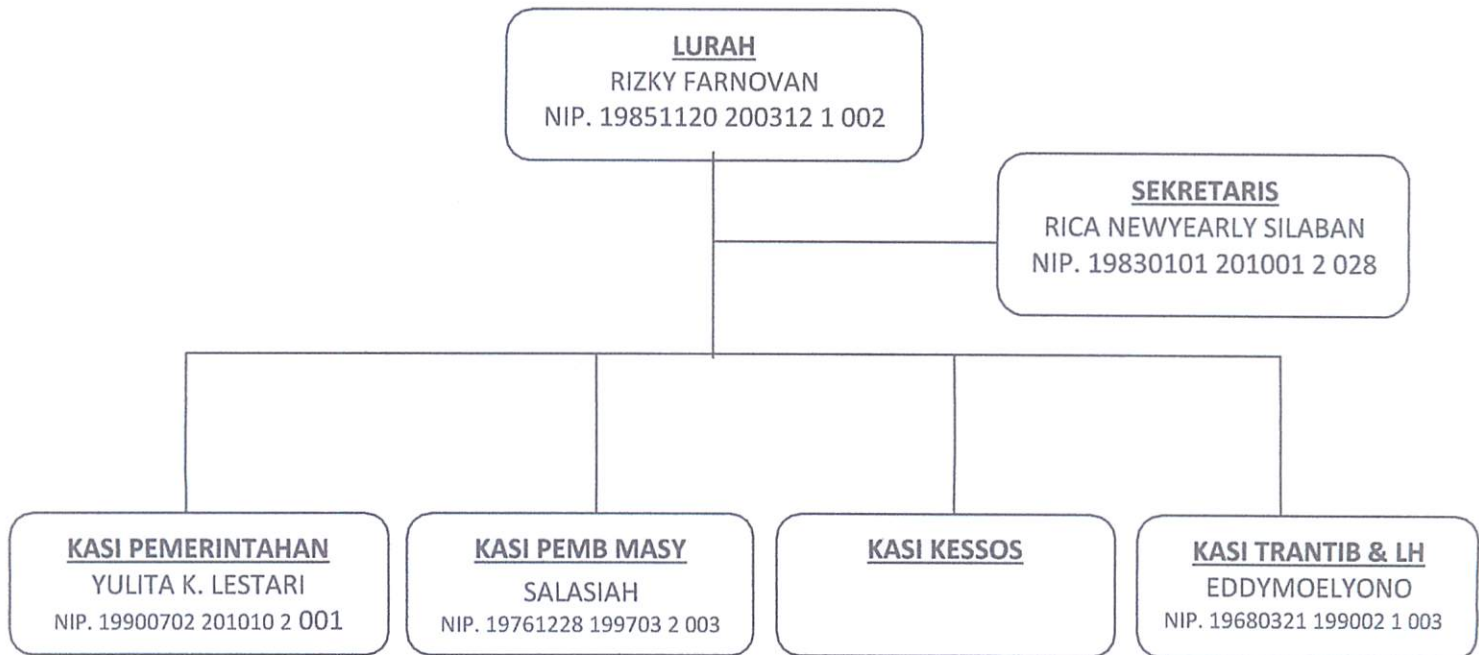 LURAH
RIZKY FARNOVAN
NIP. 19851120 200312 1 002
SEKRETARIS
RICA NEWYEARLY SILABAN
NIP. 19830101 201001 2 028
KASI PEMERINTAHAN
YULITA K. LESTARI
NIP. 19900702 201010 2 001
KASI PEMB MASY
SALASIAH
NIP. 19761228 199703 2 003
KASI KESSOS
KASI TRANTIB & LH
EDDYMOELYONO
NIP. 19680321 199002 1 003